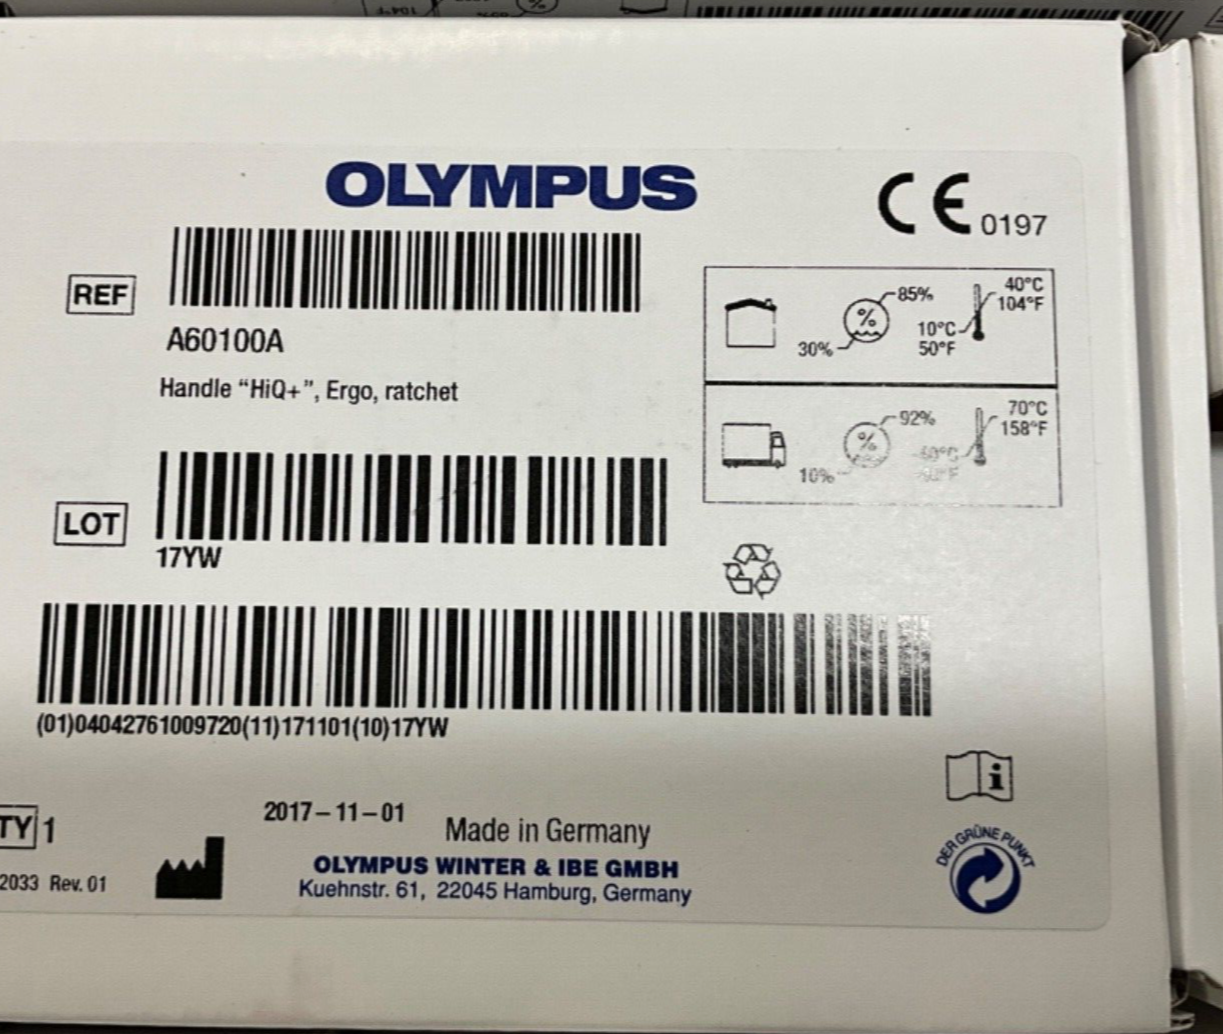 OLYMPUS
CE 0197
REF
A60100A
Handle “HiQ+”, Ergo, ratchet
85%
30%
%
40°C
104°F
10°C
50°F
92%
10%
%
70°C
158°F
LOT
17YW
(01)04042761009720(11)171101(10)17YW
TY 1
2033 Rev. 01
2017-11-01
Made in Germany
OLYMPUS WINTER & IBE GMBH
Kuehnstr. 61, 22045 Hamburg, Germany
i
DER GRÜNE PUNKT